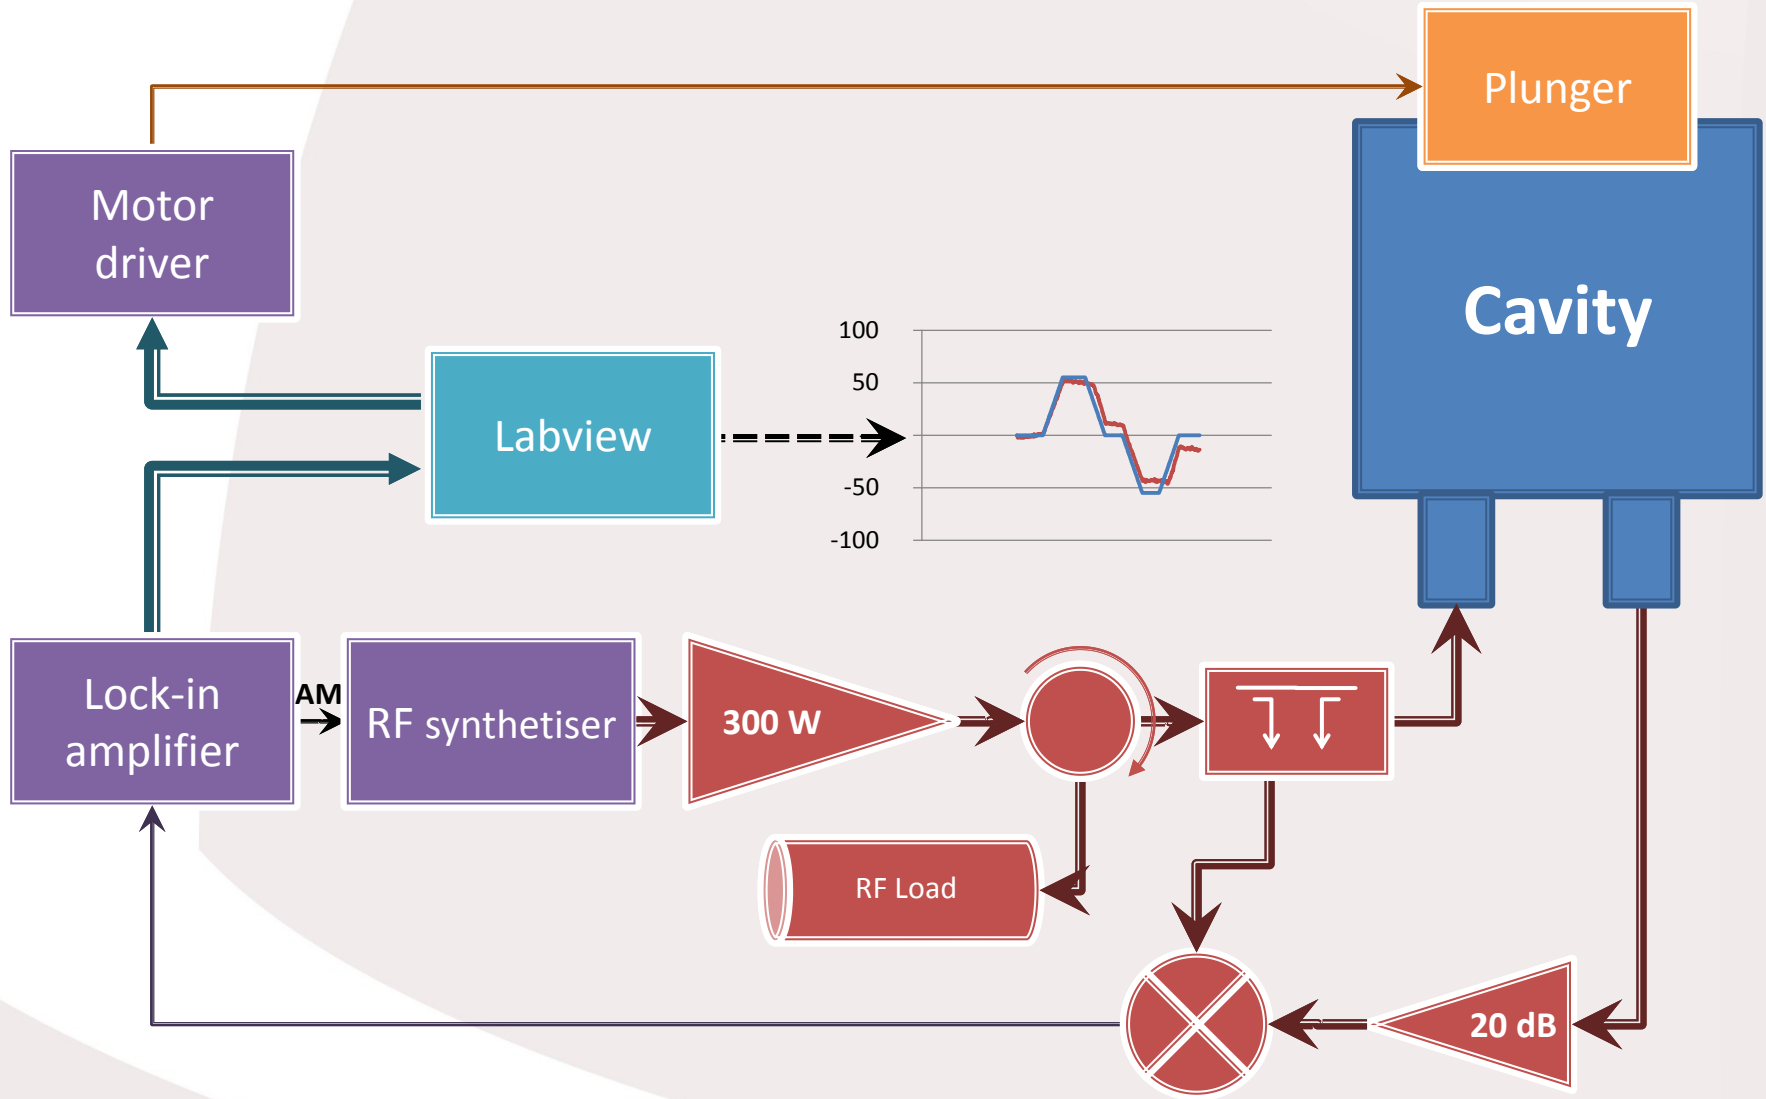 Plunger
Motor
driver
Cavity
100
50
-50
-100
Labview
Lock-in
amplifier
AM
RF synthetiser
300 W
RF Load
20 dB